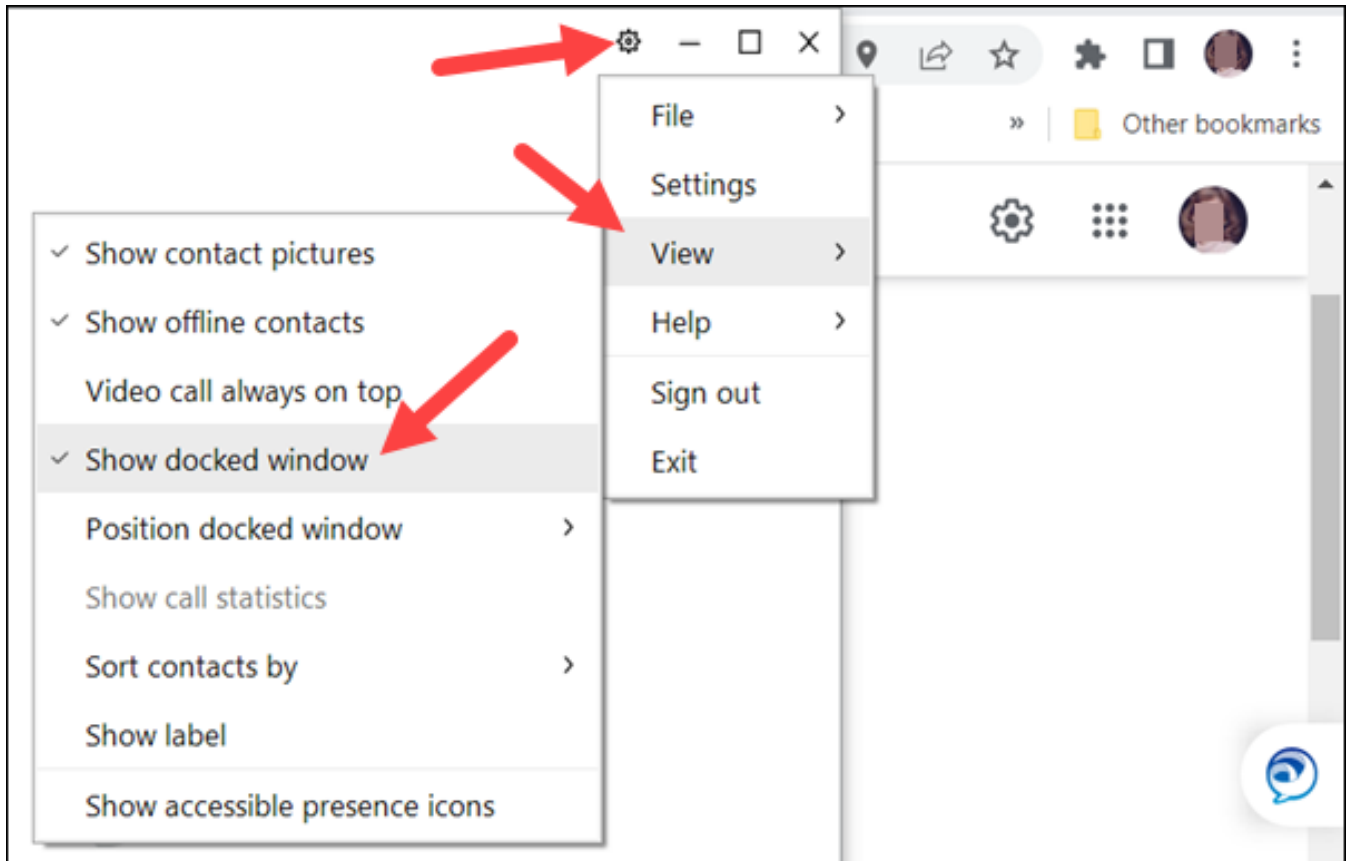 File
Settings
View
Help
Sign out
Exit
Show contact pictures
Show offline contacts
Video call always on top
Show docked window
Position docked window
Show call statistics
Sort contacts by
Show label
Show accessible presence icons
» Other bookmarks